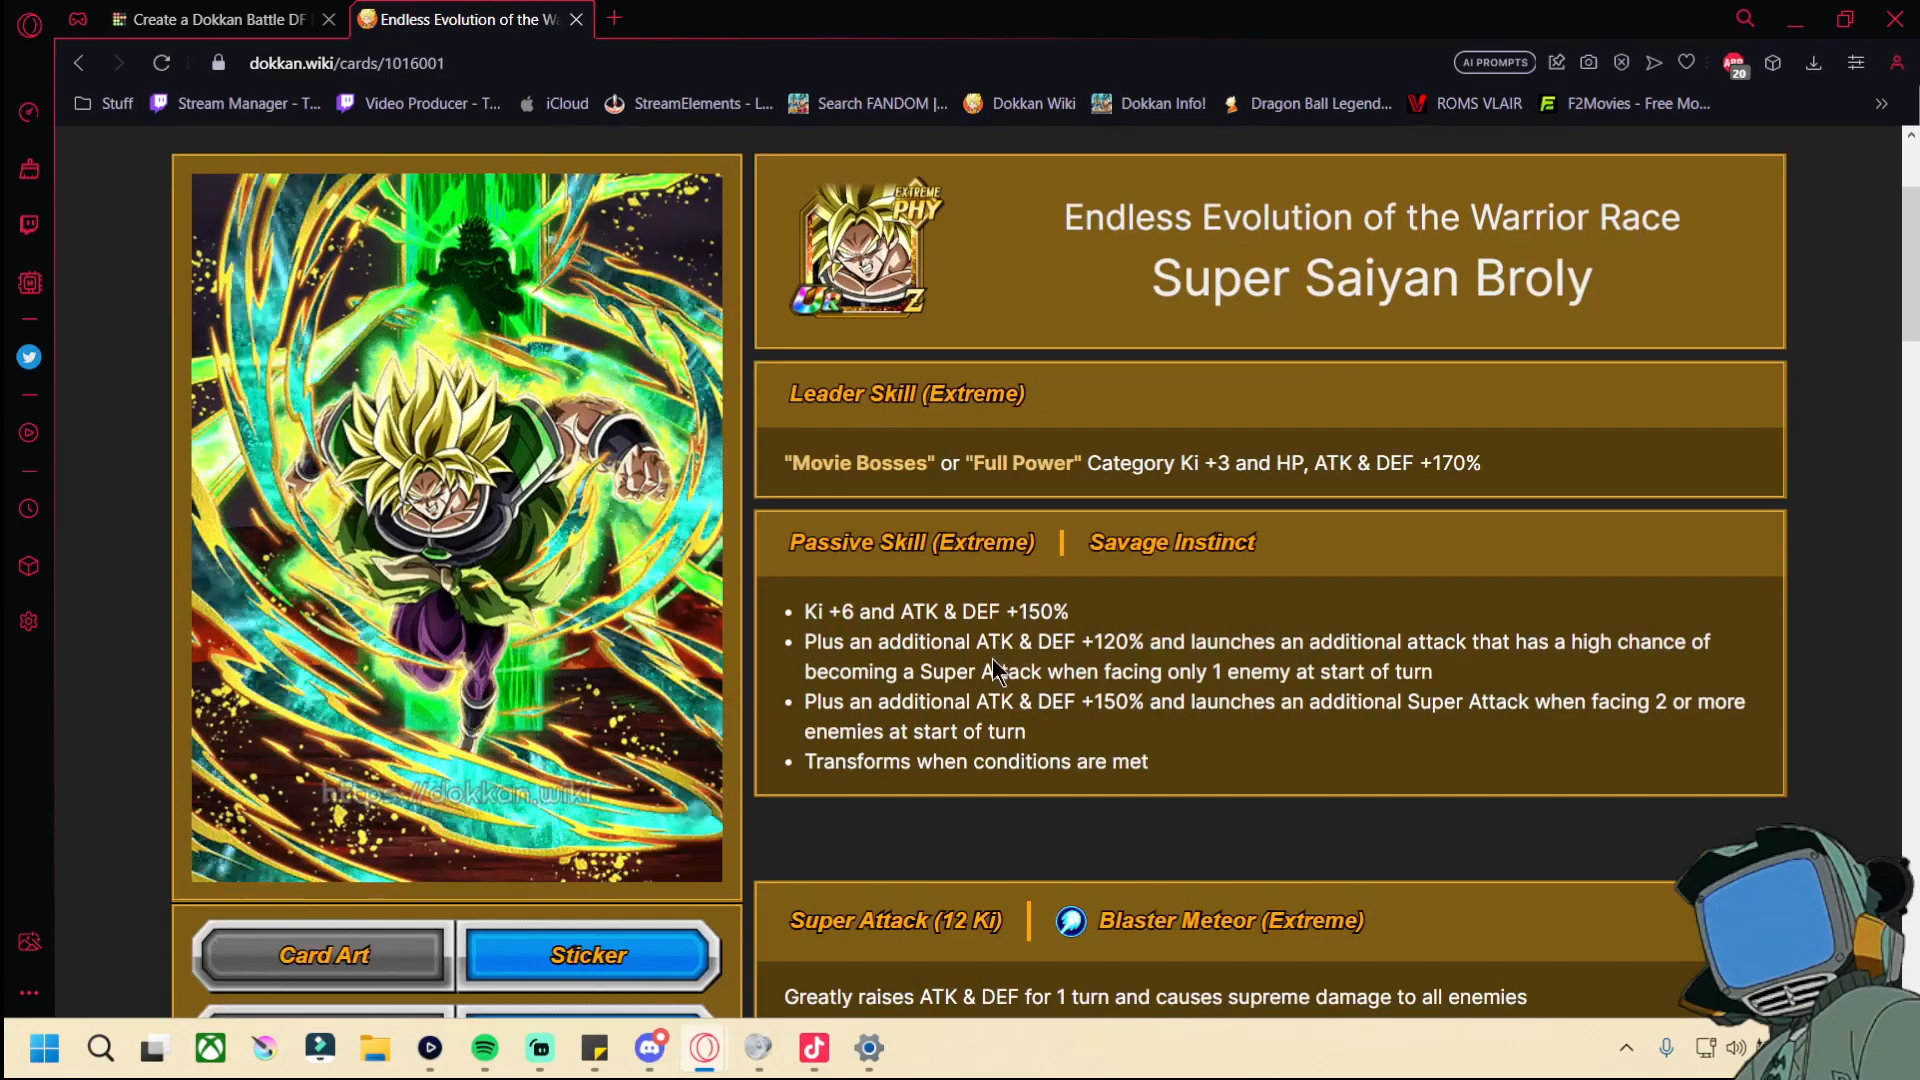 Create a Dokkan Battle DF
Endless Evolution of the Wa
dokkan.wiki/cards/1016001
AI PROMPTS
20
Stuff
Stream Manager - T...
Video Producer - T...
iCloud
StreamElements - L...
Search FANDOM |...
Dokkan Wiki
Dokkan Info!
Dragon Ball Legend...
ROMS VLAIR
F2Movies - Free Mo...
EXTREME
PHY
UR
Z
Endless Evolution of the Warrior Race
Super Saiyan Broly
Leader Skill (Extreme)
"Movie Bosses" or "Full Power" Category Ki +3 and HP, ATK & DEF +170%
Passive Skill (Extreme) | Savage Instinct
• Ki +6 and ATK & DEF +150%
• Plus an additional ATK & DEF +120% and launches an additional attack that has a high chance of
becoming a Super Attack when facing only 1 enemy at start of turn
• Plus an additional ATK & DEF +150% and launches an additional Super Attack when facing 2 or more
enemies at start of turn
• Transforms when conditions are met
https://dokkan.wiki
Super Attack (12 Ki) | Blaster Meteor (Extreme)
Greatly raises ATK & DEF for 1 turn and causes supreme damage to all enemies
Card Art
Sticker